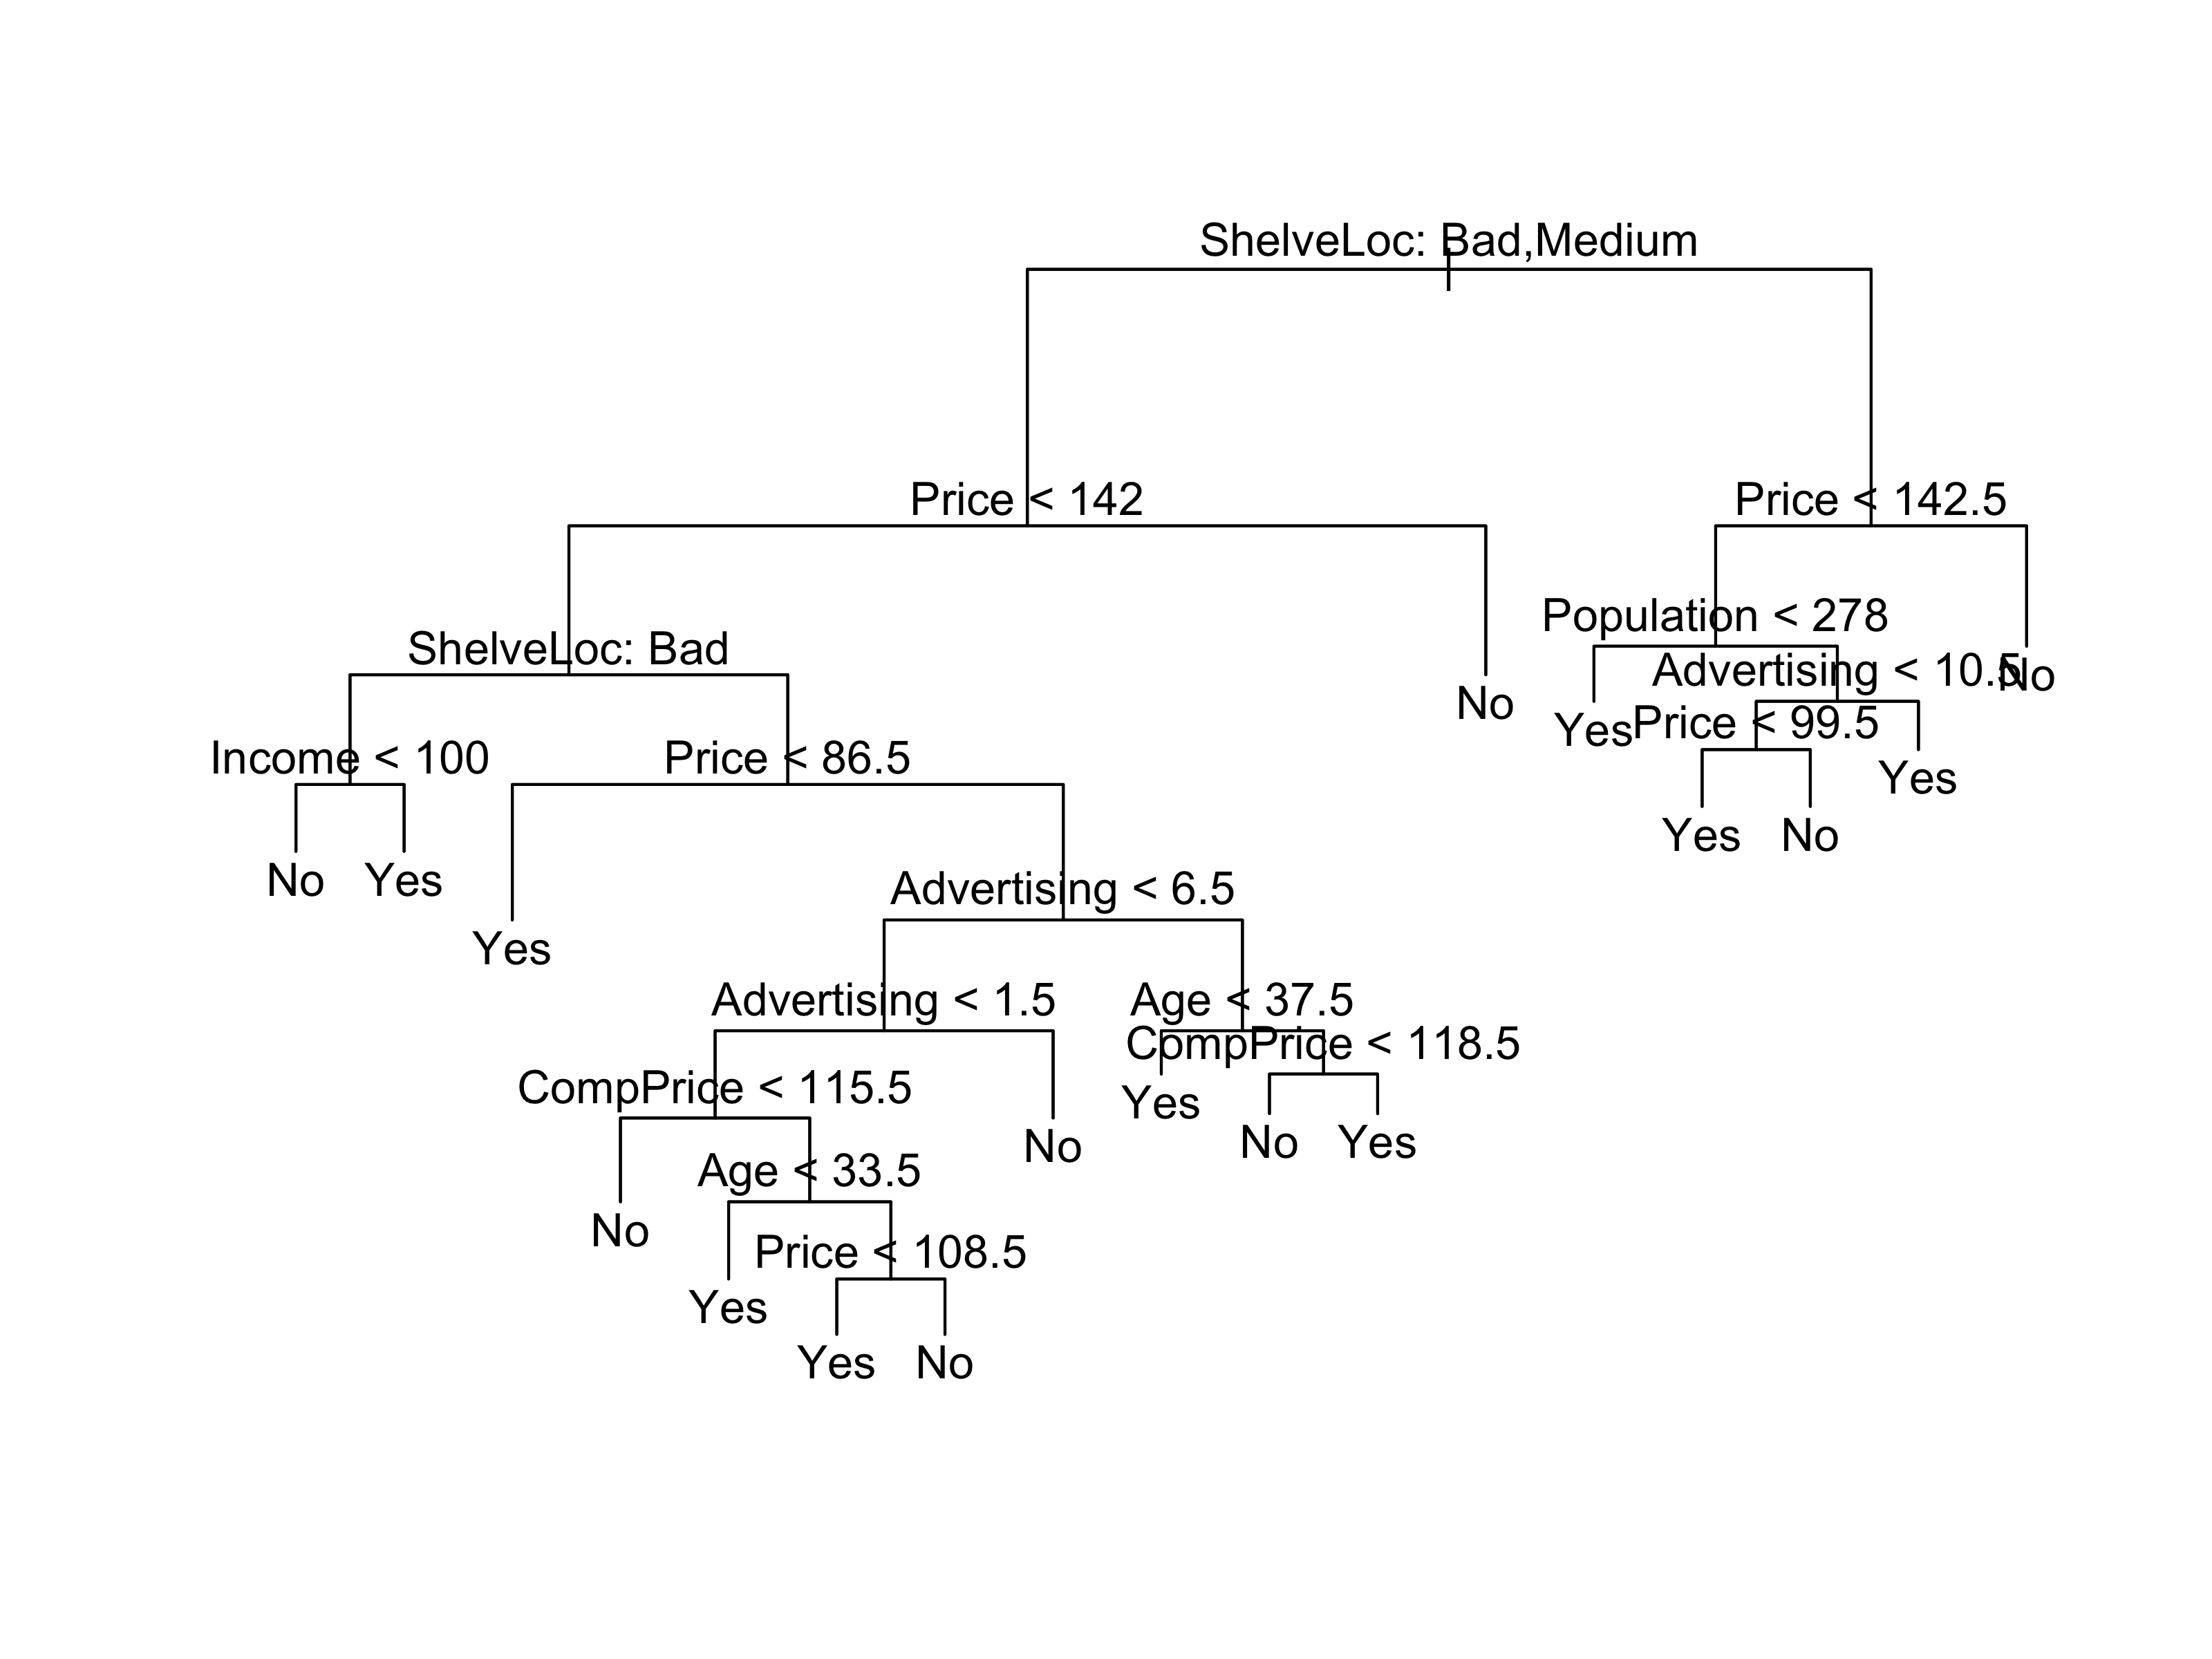 ShelveLoc: Bad,Medium
Price < 142
Price < 142.5
Population < 278
ShelveLoc: Bad
Advertising < 10.5
No
No
Yes
Price < 99.5
Income < 100
Price < 86.5
Yes
Yes
No
No
Yes
Advertising < 6.5
Yes
Advertising < 1.5
Age < 37.5
CompPrice < 118.5
CompPrice < 115.5
Yes
No
No
Yes
Age < 33.5
No
Price < 108.5
Yes
Yes
No